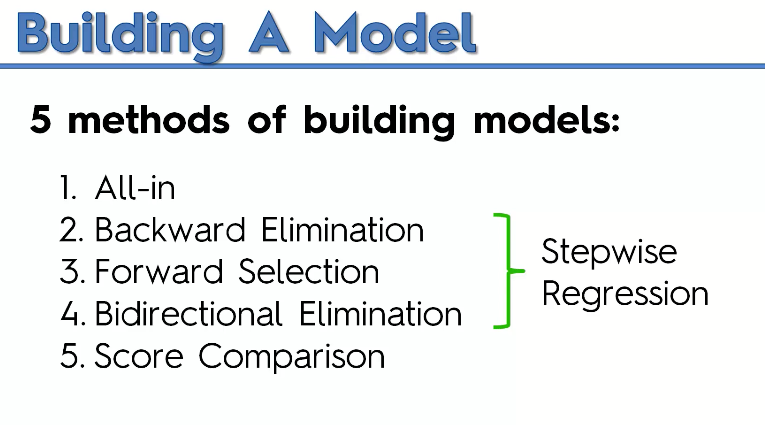 Building A Model
5 methods of building models:
1. All-in
2. Backward Elimination
3. Forward Selection
4. Bidirectional Elimination
5. Score Comparison
Stepwise
Regression